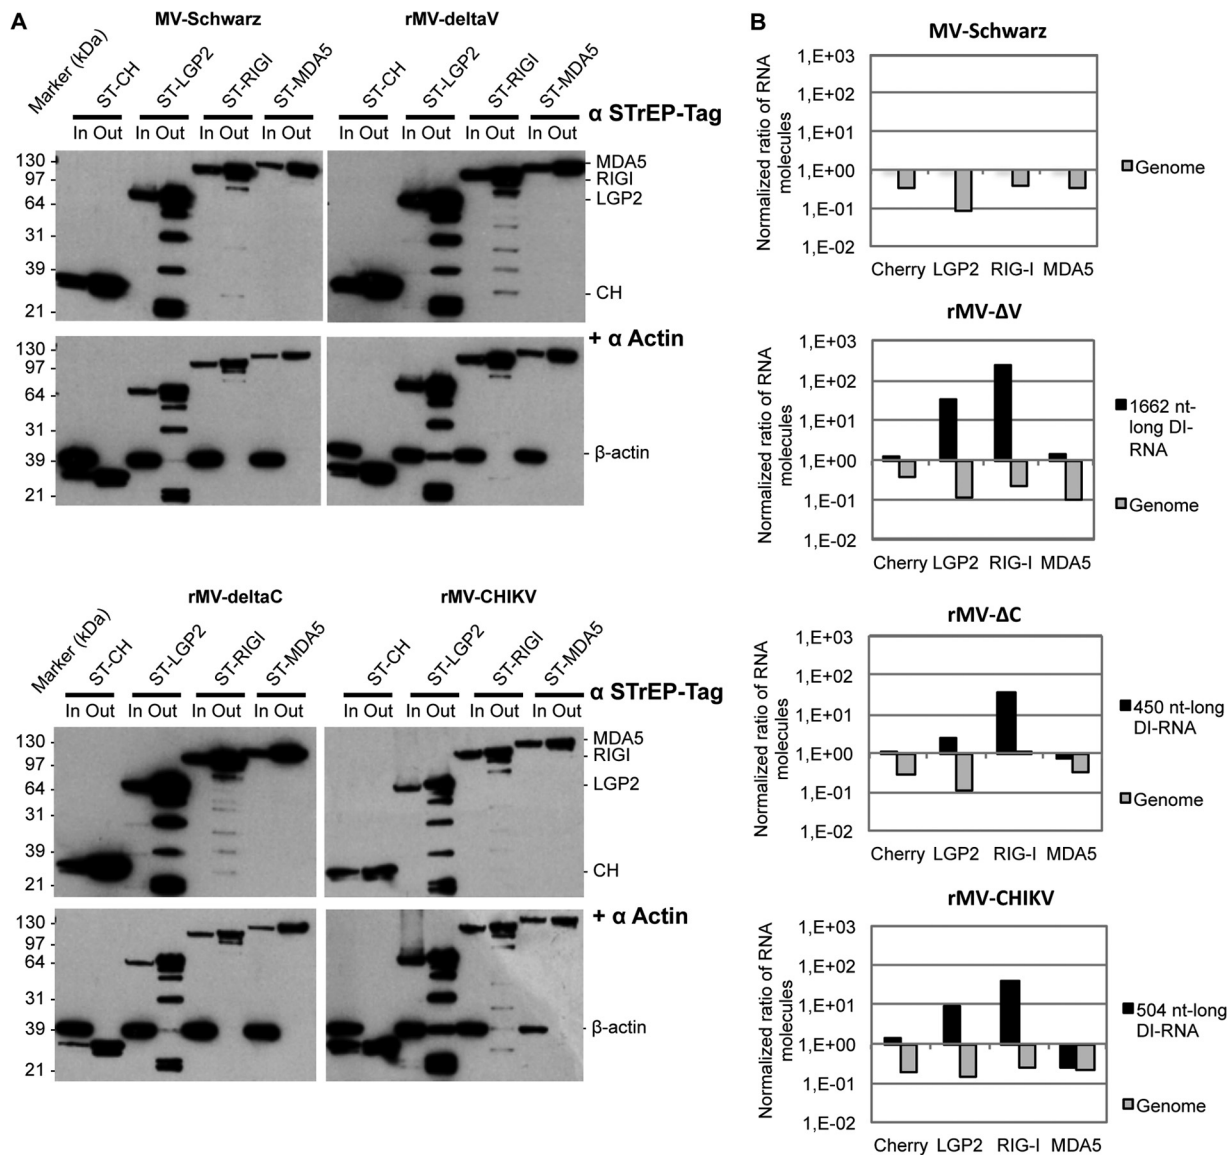 A
MV-Schwarz
rMV-deltaV
Marker (kDa)
ST-CH
ST-LGP2
ST-RIGI
ST-MDA5
ST-CH
ST-LGP2
ST-RIGI
ST-MDA5
α STrEP-Tag
In Out In Out In Out In Out In Out In Out In Out In Out
130 -
97 -
64 -
31 -
39 -
21 -
MDA5
RIGI
- LGP2
- CH
+ α Actin
130 -
97 -
64 -
31 -
39 -
21 -
- β-actin
rMV-deltaC
rMV-CHIKV
Marker (kDa)
ST-CH
ST-LGP2
ST-RIGI
ST-MDA5
ST-CH
ST-LGP2
ST-RIGI
ST-MDA5
α STrEP-Tag
In Out In Out In Out In Out In Out In Out In Out In Out
130 -
97 -
64 -
31 -
39 -
21 -
- MDA5
- RIGI
- LGP2
- CH
+ α Actin
130 -
97 -
64 -
31 -
39 -
21 -
- β-actin
B
MV-Schwarz
Normalized ratio of RNA
molecules
1,E+03
1,E+02
1,E+01
1,E+00
1,E-01
1,E-02
Cherry LGP2 RIG-I MDA5
Genome
rMV-ΔV
Normalized ratio of RNA
molecules
1,E+03
1,E+02
1,E+01
1,E+00
1,E-01
1,E-02
Cherry LGP2 RIG-I MDA5
1662 nt-
long DI-
RNA
Genome
rMV-ΔC
Normalized ratio of RNA
molecules
1,E+03
1,E+02
1,E+01
1,E+00
1,E-01
1,E-02
Cherry LGP2 RIG-I MDA5
450 nt-long
DI-RNA
Genome
rMV-CHIKV
Normalized ratio of RNA
molecules
1,E+03
1,E+02
1,E+01
1,E+00
1,E-01
1,E-02
Cherry LGP2 RIG-I MDA5
504 nt-long
DI-RNA
Genome